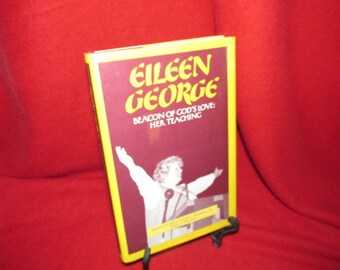 EILEEN
GEORGE
BEACON OF GOD'S LOVE:
HER TEACHING